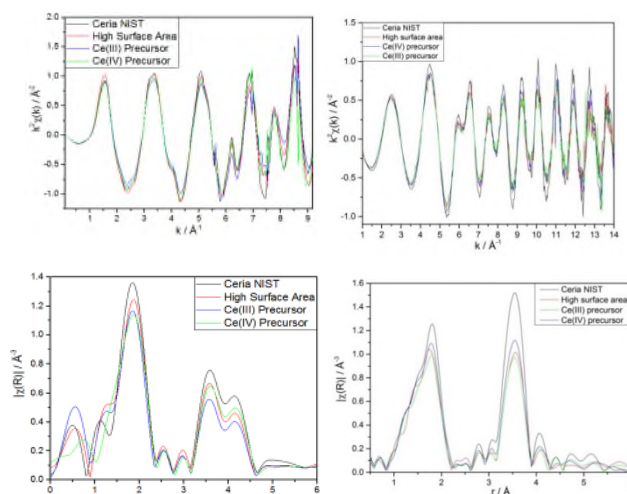 Ceria NIST
High Surface Area
Ce(III) Precursor
Ce(IV) Precursor
k²χ(k) / Å⁻²
1.5
1.0
0.5
0.0
-0.5
-1.0
1 2 3 4 5 6 7 8 9
k / Å⁻¹
Ceria NIST
High surface Area
Ce(IV) precursor
Ce(III) precursor
k²χ(k) / Å⁻²
1.0
0.5
0.0
-0.5
-1.0
1 2 3 4 5 6 7 8 9 10 11 12 13 14
k / Å⁻¹
Ceria NIST
High Surface Area
Ce(III) Precursor
Ce(IV) Precursor
|χ(R)| / Å⁻³
1.4
1.2
1.0
0.8
0.6
0.4
0.2
0.0
0 1 2 3 4 5 6
Ceria NIST
High surface Area
Ce(III) precursor
Ce(IV) precursor
|χ(R)| / Å⁻³
1.6
1.4
1.2
1.0
0.8
0.6
0.4
0.2
0.0
1 2 3 4 5
r / Å